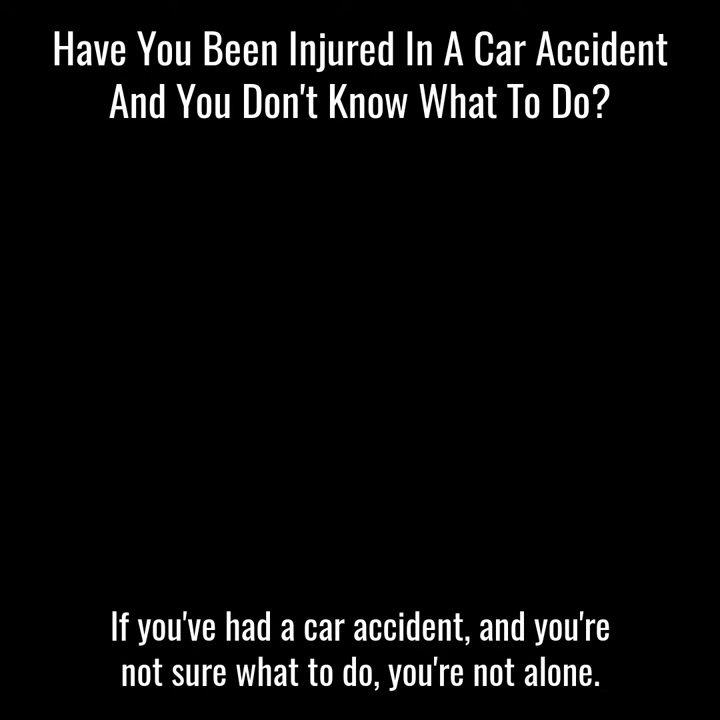 Have You Been Injured In A Car Accident
And You Don't Know What To Do?
If you've had a car accident, and you're
not sure what to do, you're not alone.